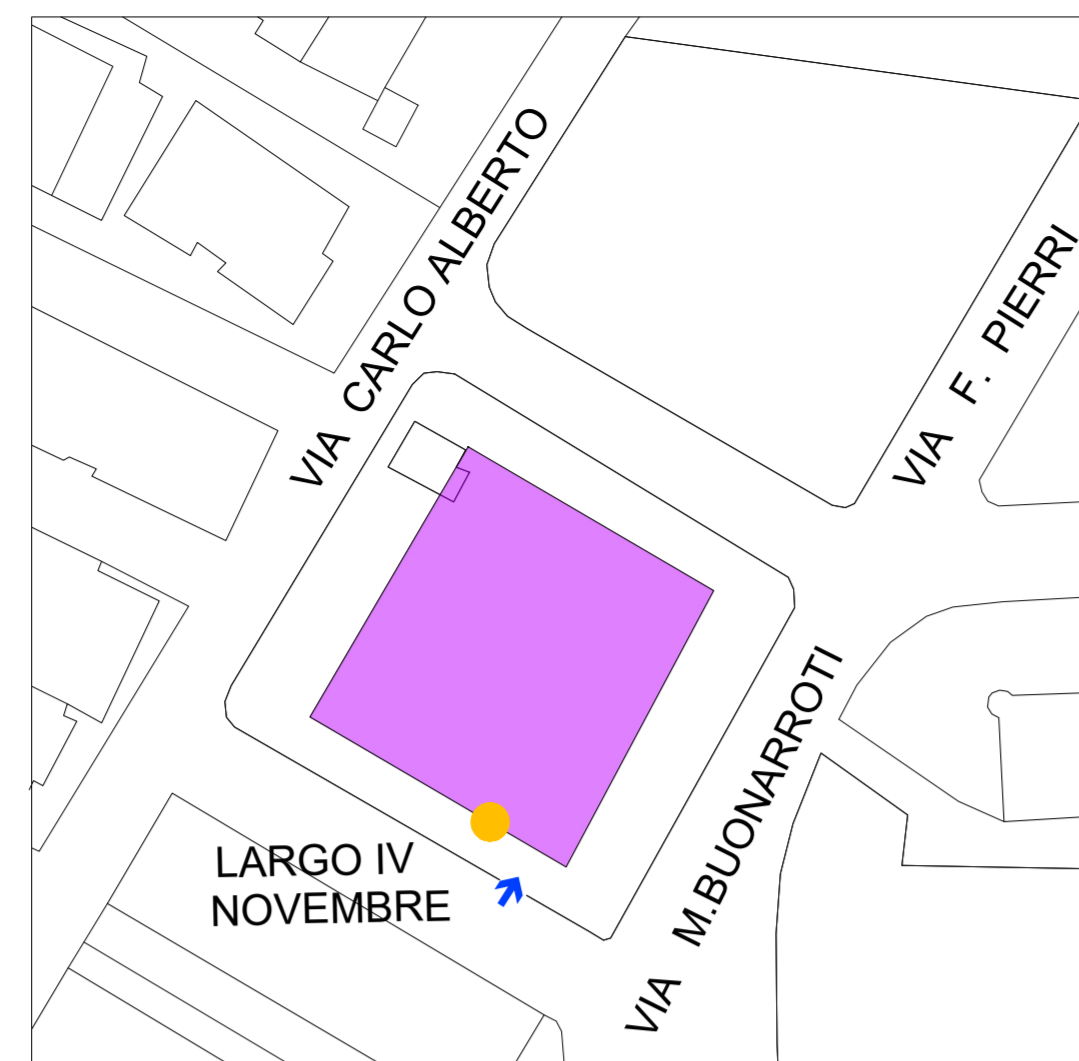 VIA CARLO ALBERTO
VIA F. PIERRI
VIA M.BUONARROTI
LARGO IV
NOVEMBRE